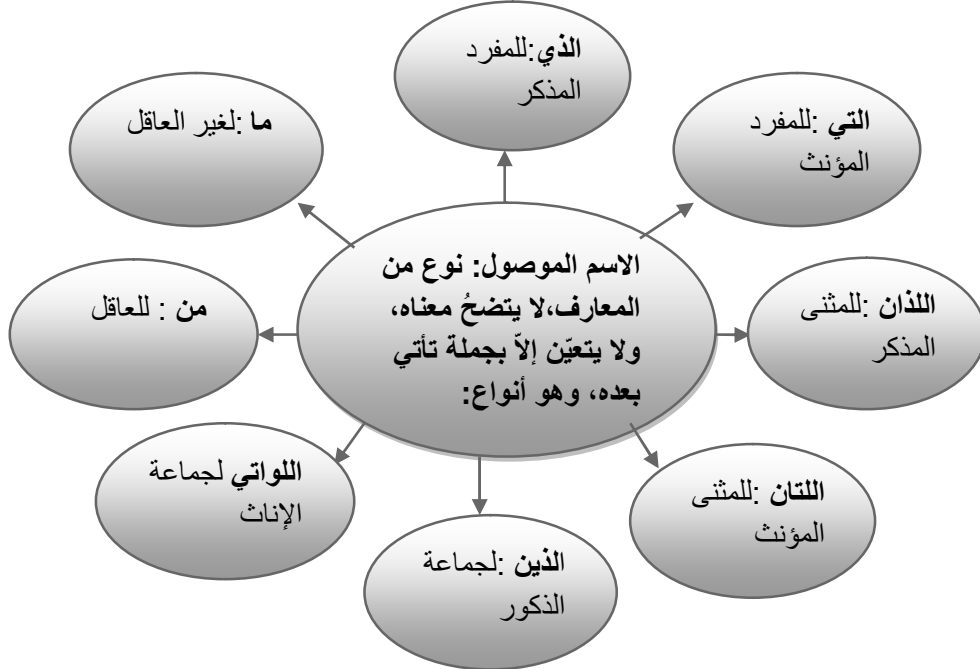 الاسم الموصول: نوع من
المعارف،لا يتضحُ معناه،
ولا يتعيّن إلاّ بجملة تأتي
بعده، وهو أنواع:
الذي:للمفرد
المذكر
التي :للمفرد
المؤنث
اللذان :للمثنى
المذكر
اللتان :للمثنى
المؤنث
الذين :لجماعة
الذكور
اللواتي لجماعة
الإناث
من : للعاقل
ما :لغير العاقل